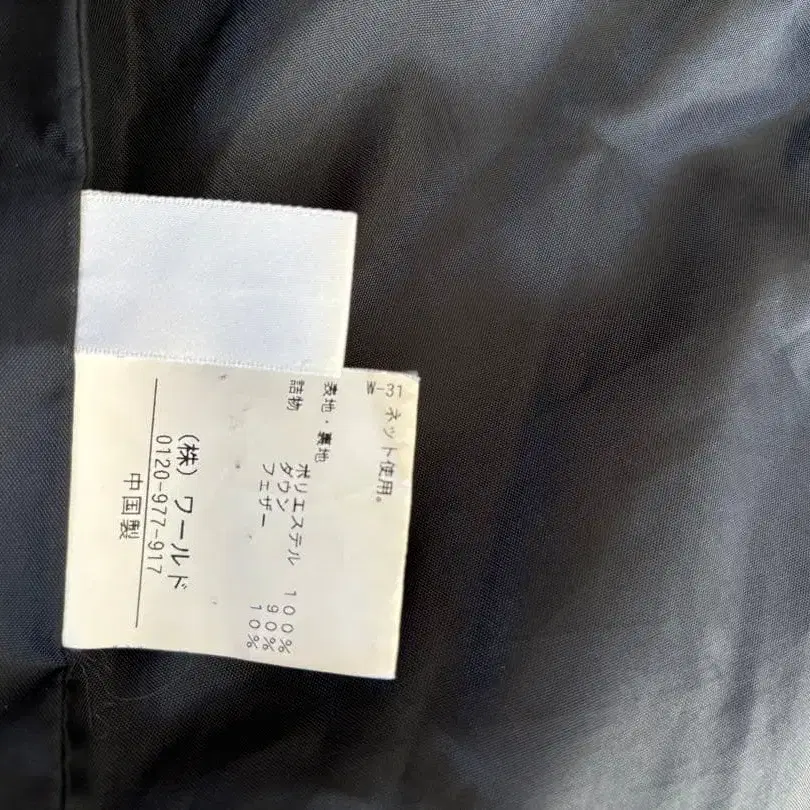 W-31 ネット使用。
表地・裏地 ポリエステル 100%
詰物 ダウン 90%
フェザー 10%
(株) ワールド
0120-977-917
中国製